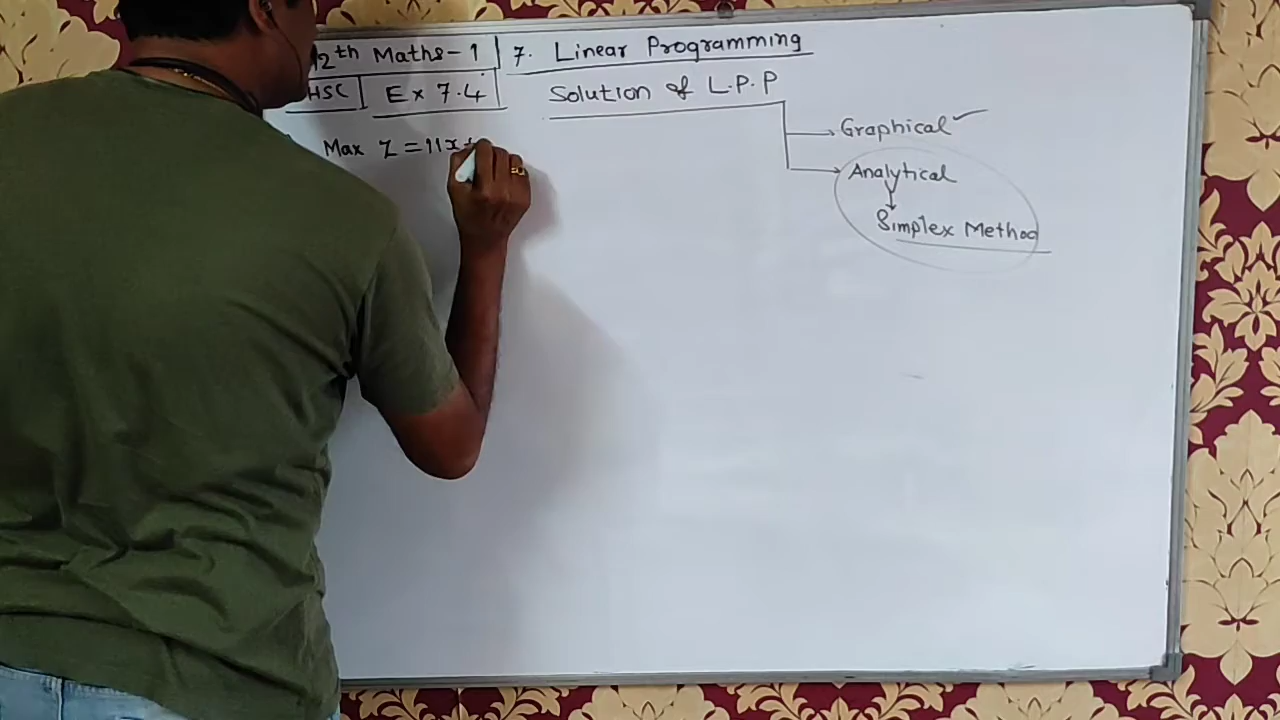 12th Maths-1 7. Linear Programming
HSC Ex 7.4 Solution of L.P.P
Graphical ✓
Max Z = 11x+
Analytical
Simplex Method